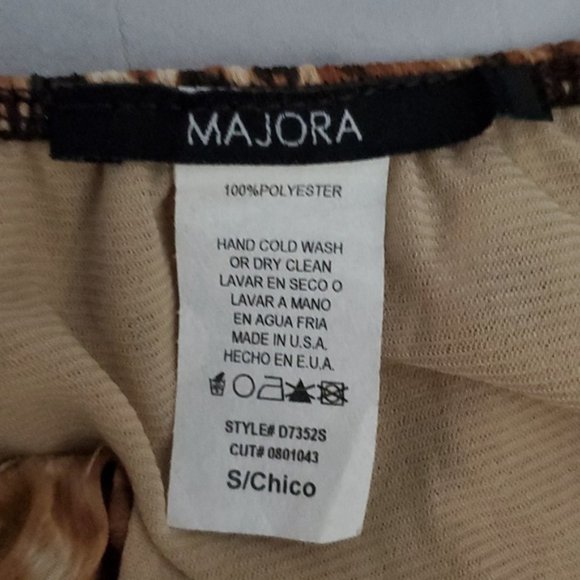 MAJORA
100%POLYESTER
HAND COLD WASH
OR DRY CLEAN
LAVAR EN SECO O
LAVAR A MANO
EN AGUA FRIA
MADE IN U.S.A.
HECHO EN E.U.A.
STYLE# D7352S
CUT# 0801043
S/Chico